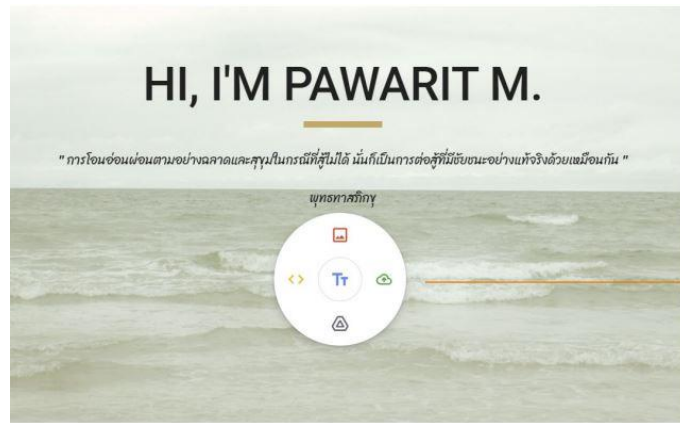 HI, I'M PAWARIT M.
" การโอนอ่อนผ่อนตามอย่างฉลาดและสุขุมในกรณีที่สู้ไม่ได้ นั่นก็เป็นการต่อสู้ที่มีชัยชนะอย่างแท้จริงด้วยเหมือนกัน "
พุทธทาสภิกขุ
Tт